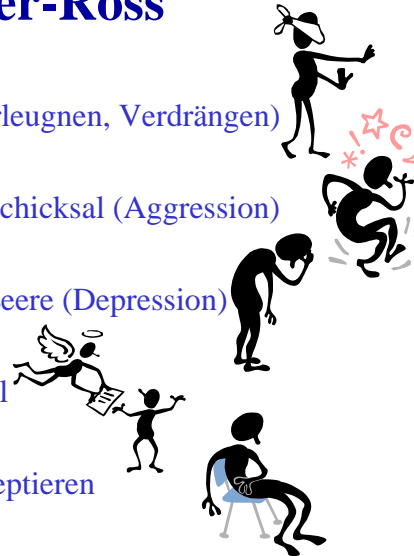 er-Ross
rleugnen, Verdrängen)
chicksal (Aggression)
eere (Depression)
l
eptieren